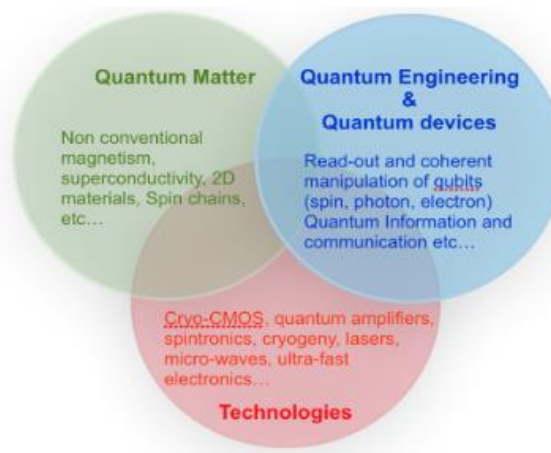 Quantum Matter
Non conventional
magnetism,
superconductivity, 2D
materials, Spin chains,
etc…
Quantum Engineering
&
Quantum devices
Read-out and coherent
manipulation of qubits
(spin, photon, electron)
Quantum Information and
communication etc…
Cryo-CMOS, quantum amplifiers,
spintronics, cryogeny, lasers,
micro-waves, ultra-fast
electronics…
Technologies